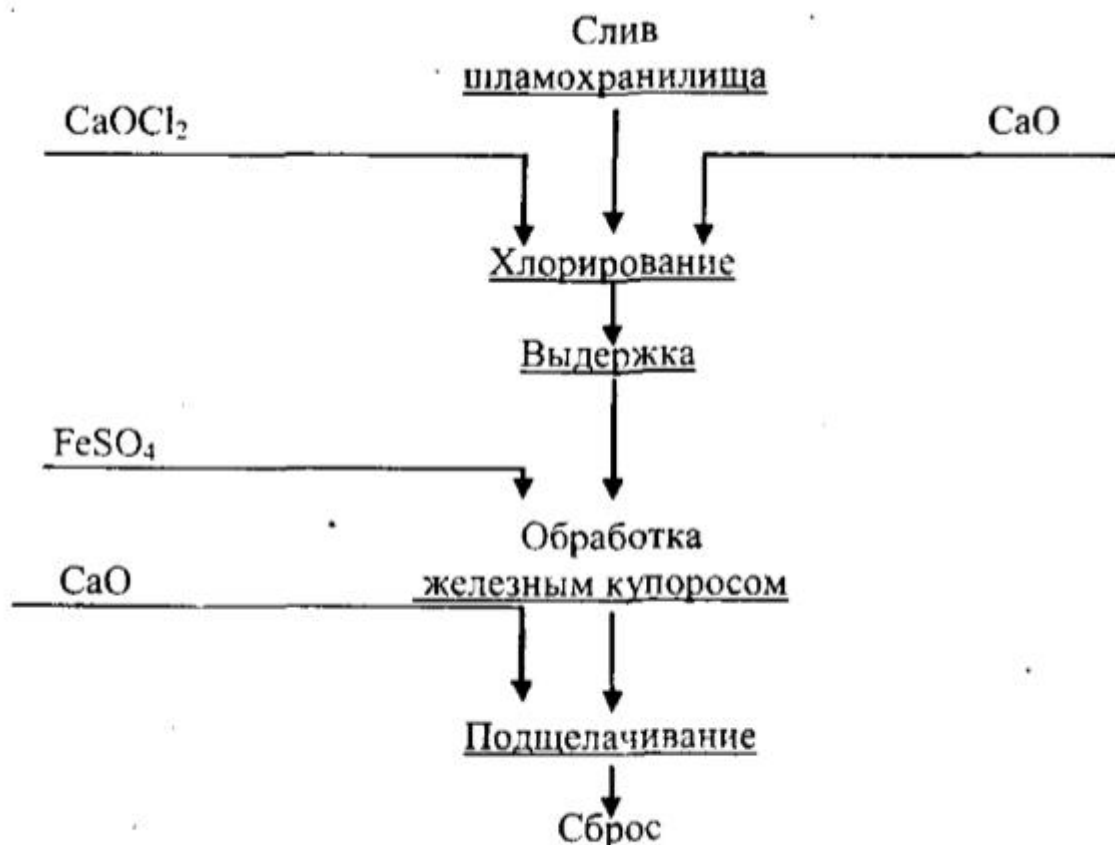 Слив
шламохранилища
CaOCl₂
CaO
Хлорирование
Выдержка
FeSO₄
Обработка
железным купоросом
CaO
Подщелачивание
Сброс